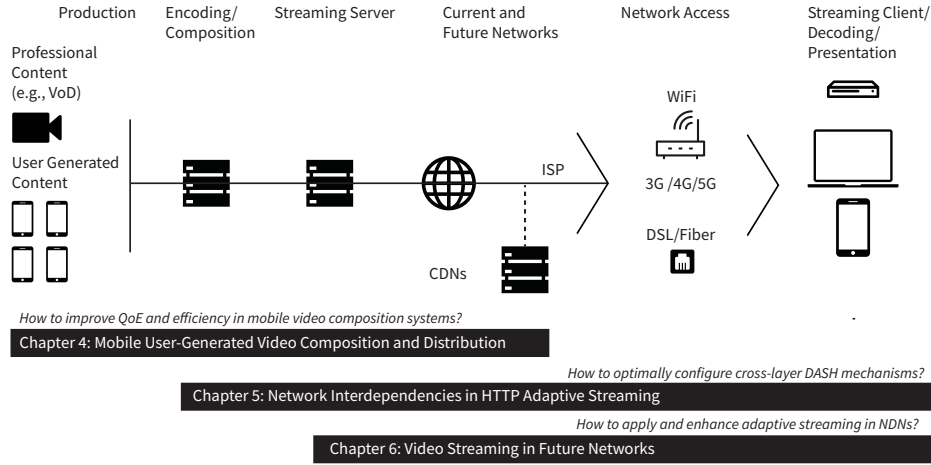 Production
Encoding/
Composition
Streaming Server
Current and
Future Networks
Network Access
Streaming Client/
Decoding/
Presentation
Professional
Content
(e.g., VoD)
User Generated
Content
ISP
CDNs
WiFi
3G /4G/5G
DSL/Fiber
How to improve QoE and efficiency in mobile video composition systems?
Chapter 4: Mobile User-Generated Video Composition and Distribution
How to optimally configure cross-layer DASH mechanisms?
Chapter 5: Network Interdependencies in HTTP Adaptive Streaming
How to apply and enhance adaptive streaming in NDNs?
Chapter 6: Video Streaming in Future Networks